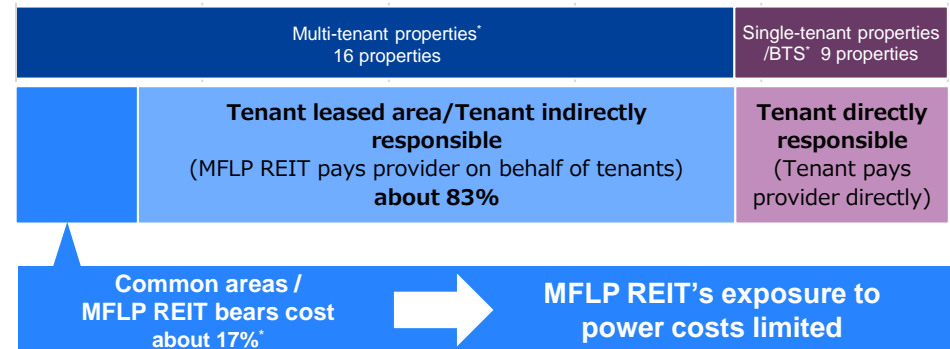 Multi-tenant properties*
16 properties
Single-tenant properties
/BTS* 9 properties
Tenant leased area/Tenant indirectly
responsible
(MFLP REIT pays provider on behalf of tenants)
about 83%
Tenant directly
responsible
(Tenant pays
provider directly)
Common areas /
MFLP REIT bears cost
about 17%*
MFLP REIT’s exposure to
power costs limited